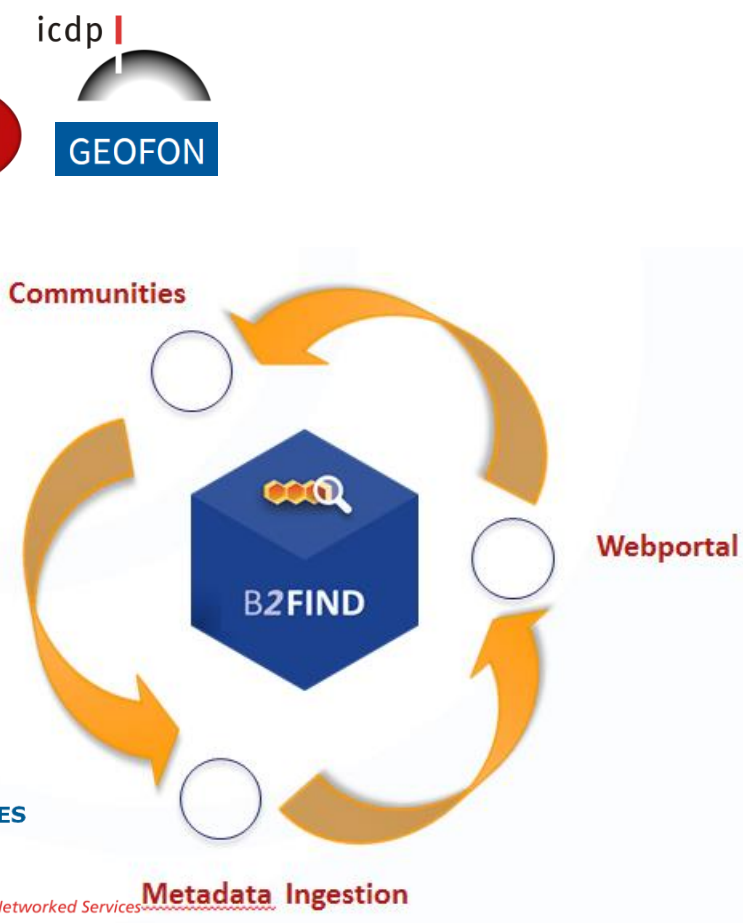 icdp
GEOFON
Communities
Webportal
B2FIND
ES
Networked Services
Metadata Ingestion